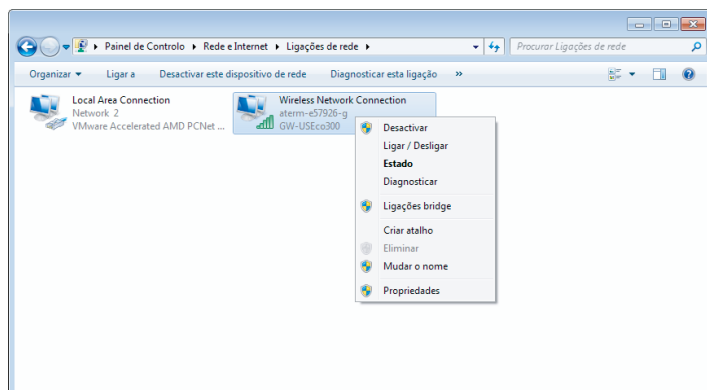 Painel de Controlo ▸ Rede e Internet ▸ Ligações de rede ▸
Procurar Ligações de rede
Organizar ▾ Ligar a Desactivar este dispositivo de rede Diagnosticar esta ligação »
Local Area Connection
Network 2
VMware Accelerated AMD PCNet ...
Wireless Network Connection
aterm-e57926-g
GW-USEco300
Desactivar
Ligar / Desligar
Estado
Diagnosticar
Ligações bridge
Criar atalho
Eliminar
Mudar o nome
Propriedades